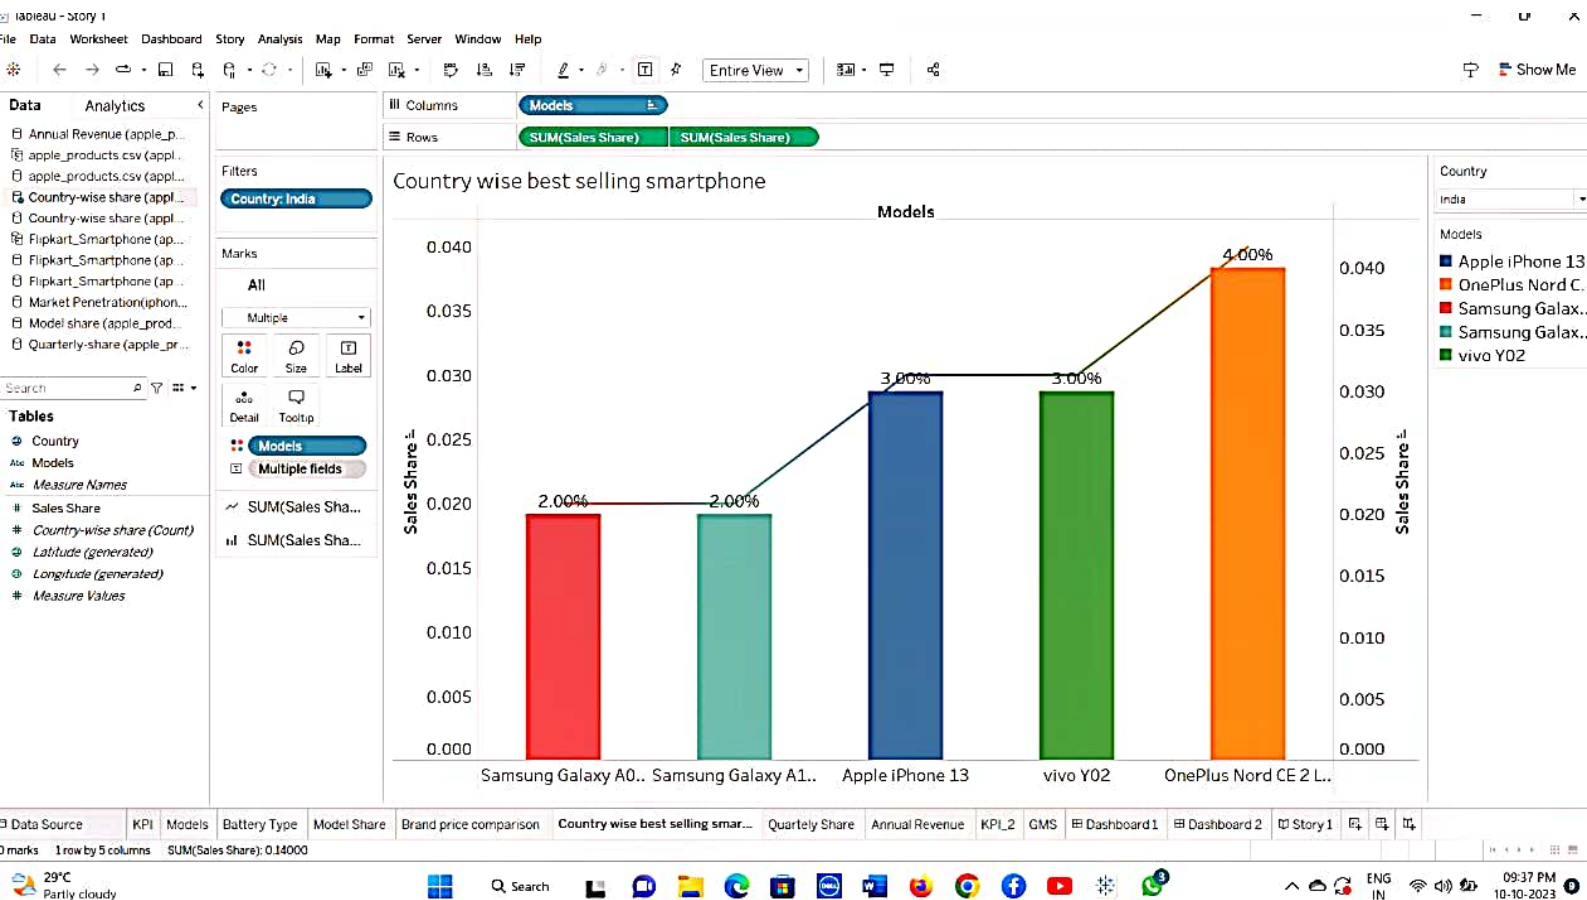 Tableau - Story 1
File Data Worksheet Dashboard Story Analysis Map Format Server Window Help
Entire View
Show Me
Data Analytics
Annual Revenue (apple_p...
apple_products.csv (appl...
apple_products.csv (appl...
Country-wise share (appl...
Country-wise share (appl...
Flipkart_Smartphone (ap...
Flipkart_Smartphone (ap...
Flipkart_Smartphone (ap...
Market Penetration(iphon...
Model share (apple_prod...
Quarterly-share (apple_pr...
Search
Tables
Country
Abc Models
Abc Measure Names
# Sales Share
# Country-wise share (Count)
Latitude (generated)
Longitude (generated)
# Measure Values
Pages
Filters
Country: India
Marks
All
Multiple
Color Size Label
Detail Tooltip
Models
Multiple fields
SUM(Sales Sha...
SUM(Sales Sha...
Columns Models
Rows SUM(Sales Share) SUM(Sales Share)
Country wise best selling smartphone
Models
Sales Share
0.040
0.035
0.030
0.025
0.020
0.015
0.010
0.005
0.000
2.00% 2.00% 3.00% 3.00% 4.00%
Samsung Galaxy A0.. Samsung Galaxy A1.. Apple iPhone 13 vivo Y02 OnePlus Nord CE 2 L..
0.040
0.035
0.030
0.025
0.020
0.015
0.010
0.005
0.000
Sales Share
Country
India
Models
Apple iPhone 13
OnePlus Nord C.
Samsung Galax..
Samsung Galax..
vivo Y02
Data Source KPI Models Battery Type Model Share Brand price comparison Country wise best selling smar... Quartely Share Annual Revenue KPI_2 GMS Dashboard 1 Dashboard 2 Story 1
0 marks 1 row by 5 columns SUM(Sales Share): 0.14000
29°C
Partly cloudy
Search
DELL
W
3
ENG
IN
09:37 PM
10-10-2023
9